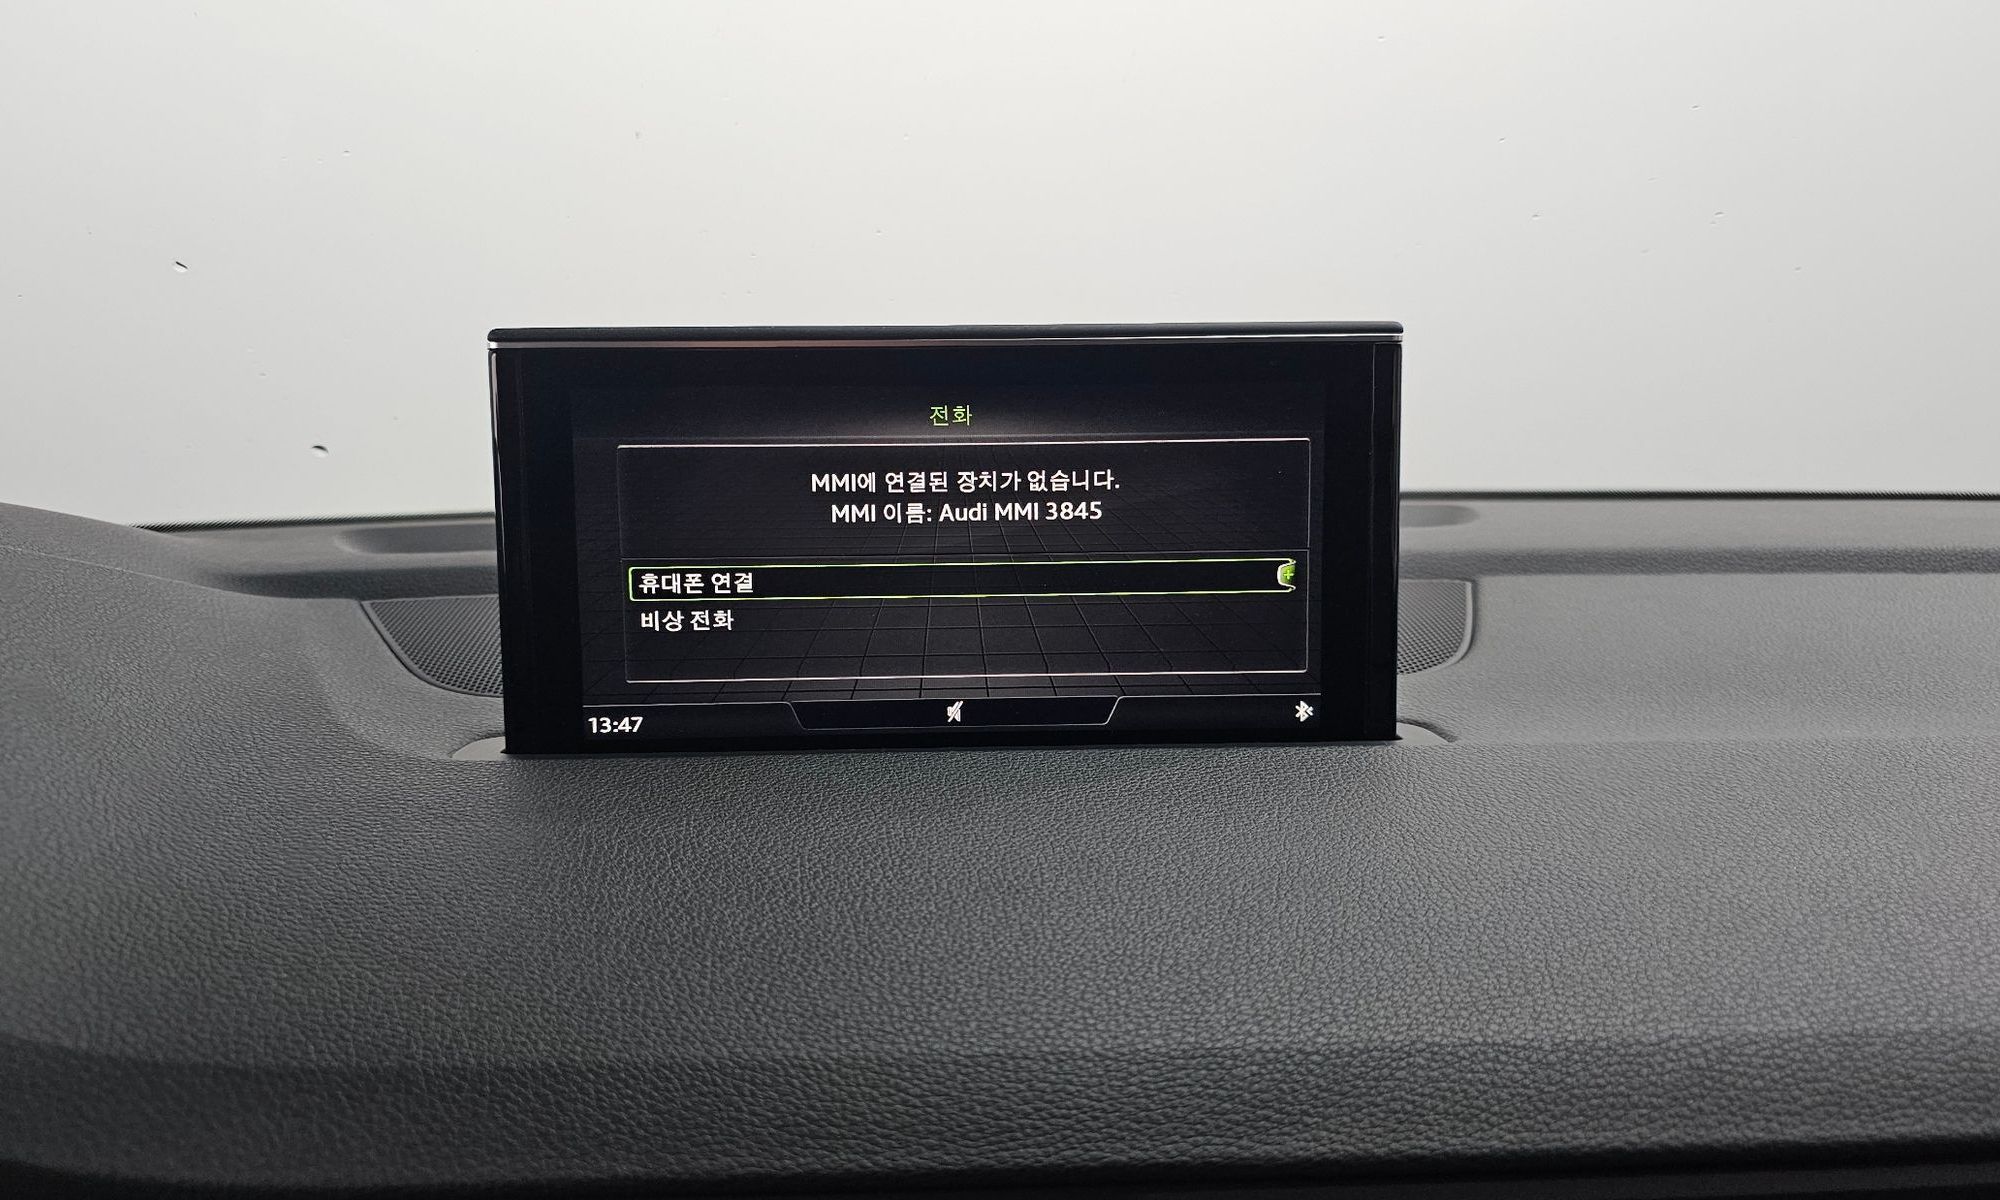 전화
MMI에 연결된 장치가 없습니다.
MMI 이름: Audi MMI 3845
휴대폰 연결
비상 전화
13:47